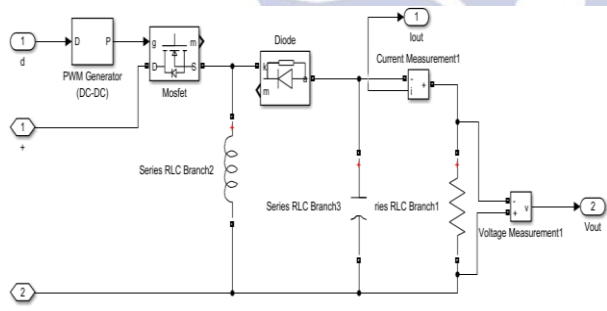 1
d
D P
PWM Generator
(DC-DC)
g m
D S
Mosfet
Diode
k a
m
1
Iout
Current Measurement1
- +
i
1
+
Series RLC Branch2
+
Series RLC Branch3
+
ries RLC Branch1
+
-
+ v
Voltage Measurement1
2
Vout
2